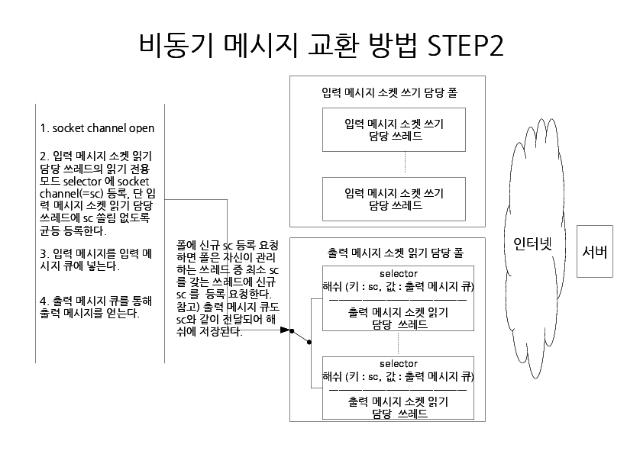 비동기 메시지 교환 방법 STEP2
1. socket channel open
2. 입력 메시지 소켓 읽기
담당 쓰레드의 읽기 전용
모드 selector 에 socket
channel(=sc) 등록, 단 입
력 메시지 소켓 읽기 담당
쓰레드에 sc 쏠림 없도록
균등 등록한다.
3. 입력 메시지를 입력 메
시지 큐에 넣는다.
4. 출력 메시지 큐를 통해
출력 메시지를 얻는다.
폴에 신규 sc 등록 요청
하면 폴은 자신이 관리
하는 쓰레드 중 최소 sc
를 갖는 쓰레드에 신규
sc 를 등록 요청한다.
참고) 출력 메시지 큐도
sc와 같이 전달되어 해
쉬에 저장된다.
입력 메시지 소켓 쓰기 담당 폴
입력 메시지 소켓 쓰기
담당 쓰레드
입력 메시지 소켓 쓰기
담당 쓰레드
출력 메시지 소켓 읽기 담당 폴
selector
해쉬 (키 : sc, 값 : 출력 메시지 큐)
출력 메시지 소켓 읽기
담당 쓰레드
selector
해쉬 (키 : sc, 값 : 출력 메시지 큐)
출력 메시지 소켓 읽기
담당 쓰레드
인터넷
서버